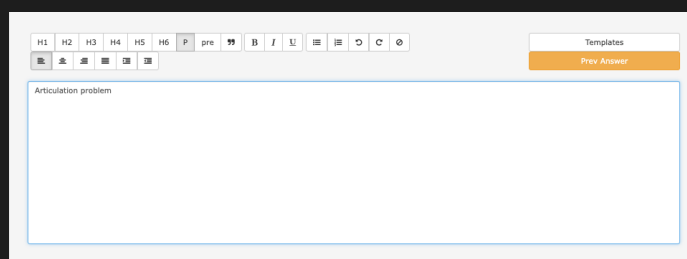 H1 H2 H3 H4 H5 H6 P pre ❞ B I U
Templates
Prev Answer
Articulation problem